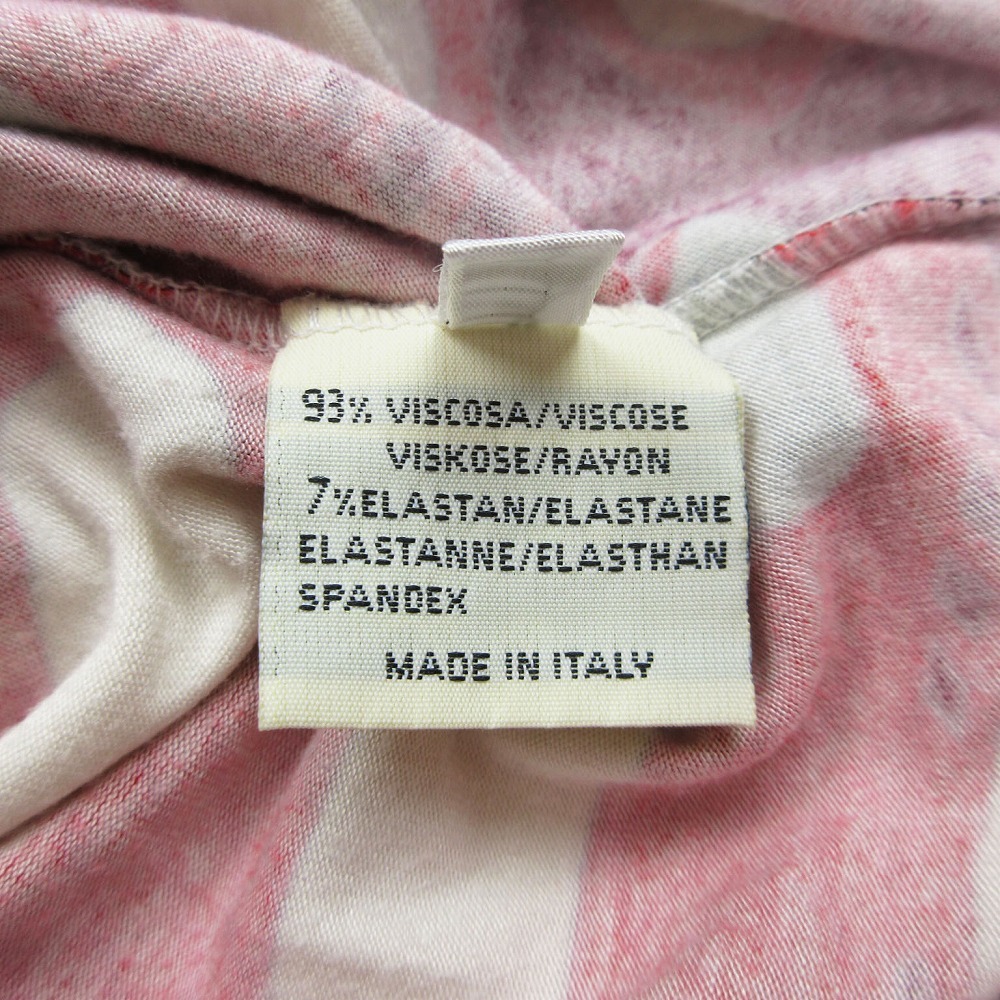 93% VISCOSA/VISCOSE
VISKOSE/RAYON
7%ELASTAN/ELASTANE
ELASTANNE/ELASTHAN
SPANDEX
MADE IN ITALY